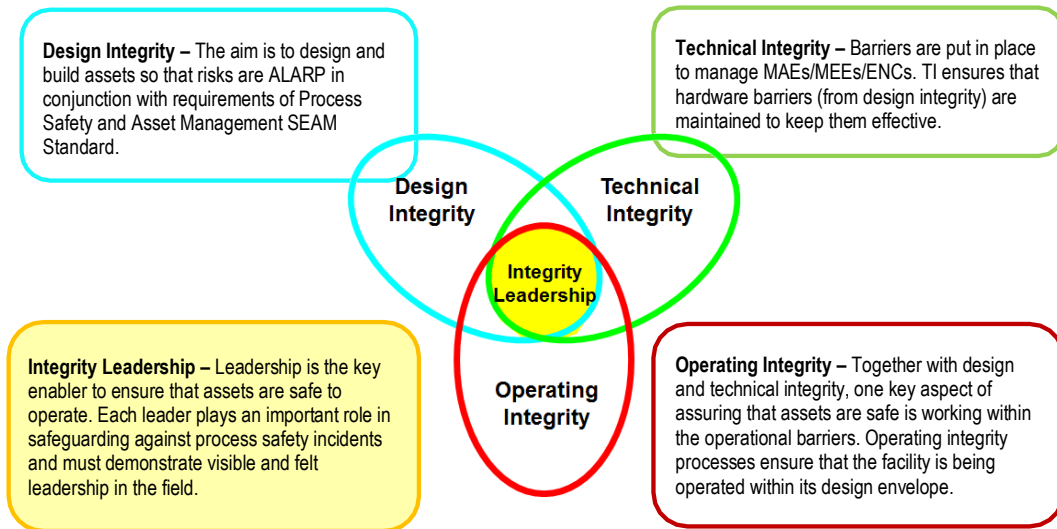 Design Integrity – The aim is to design and
build assets so that risks are ALARP in
conjunction with requirements of Process
Safety and Asset Management SEAM
Standard.
Technical Integrity – Barriers are put in place
to manage MAEs/MEEs/ENCs. TI ensures that
hardware barriers (from design integrity) are
maintained to keep them effective.
Design
Integrity
Technical
Integrity
Integrity
Leadership
Operating
Integrity
Integrity Leadership – Leadership is the key
enabler to ensure that assets are safe to
operate. Each leader plays an important role in
safeguarding against process safety incidents
and must demonstrate visible and felt
leadership in the field.
Operating Integrity – Together with design
and technical integrity, one key aspect of
assuring that assets are safe is working within
the operational barriers. Operating integrity
processes ensure that the facility is being
operated within its design envelope.